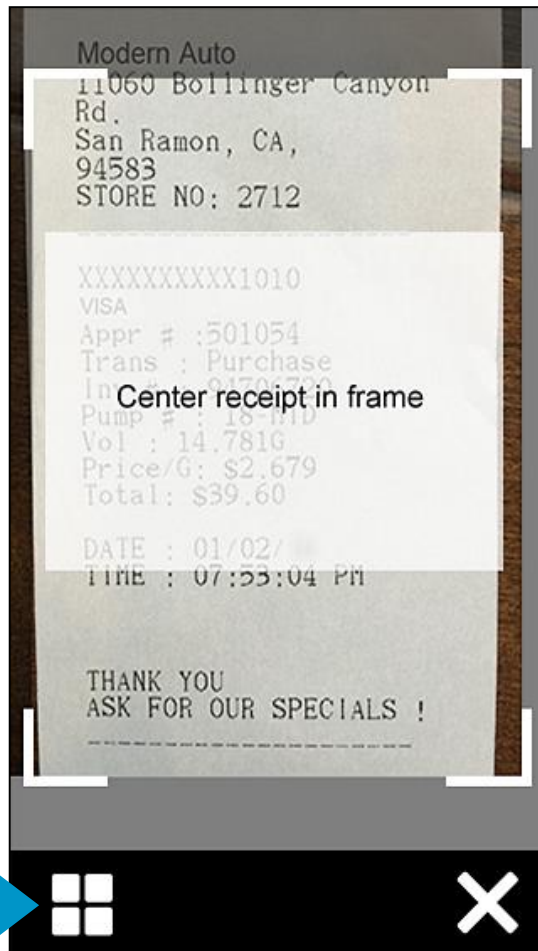 Modern Auto
11060 Bollinger Canyon
Rd.
San Ramon, CA,
94583
STORE NO: 2712
XXXXXXXXXX1010
VISA
Appr # :501054
Trans : Purchase
Center receipt in frame
Pump # : 18-MID
Vol : 14.781G
Price/G: $2.679
Total: $39.60
DATE : 01/02/
TIME : 07:53:04 PM
THANK YOU
ASK FOR OUR SPECIALS !